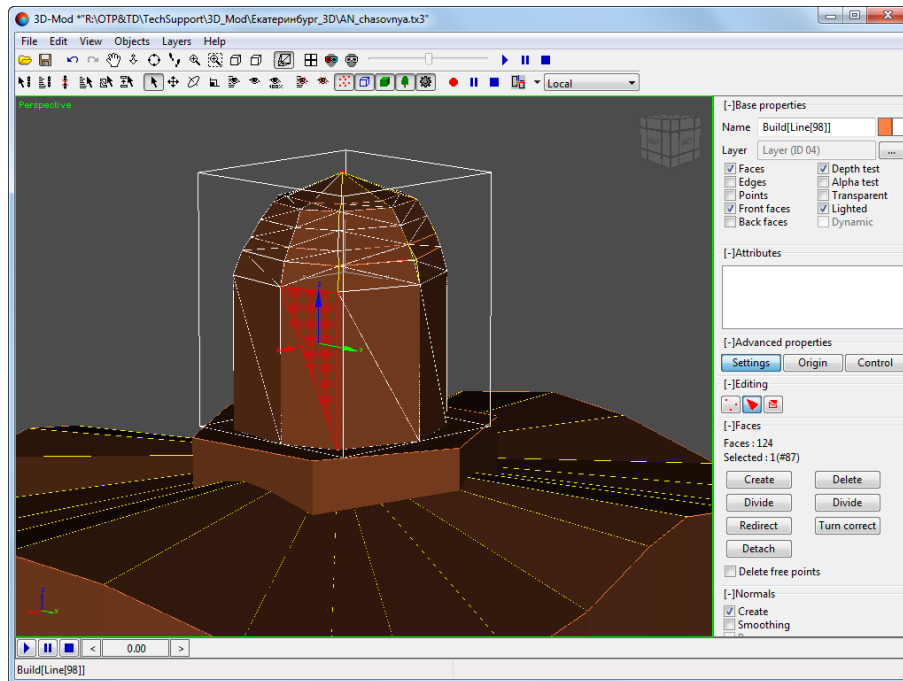 3D-Mod *"R:\OTP&TD\TechSupport\3D_Mod\Екатеринбург_3D\AN_chasovnya.tx3"
File Edit View Objects Layers Help
100%
Local
Perspective
[-]Base properties
Name Build[Line[98]]
Layer Layer (ID 04) ...
Faces Depth test
Edges Alpha test
Points Transparent
Front faces Lighted
Back faces Dynamic
[-]Attributes
[-]Advanced properties
Settings Origin Control
[-]Editing
[-]Faces
Faces : 124
Selected : 1(#87)
Create Delete
Divide Divide
Redirect Turn correct
Detach
Delete free points
[-]Normals
Create
Smoothing
< 0.00 >
Build[Line[98]]